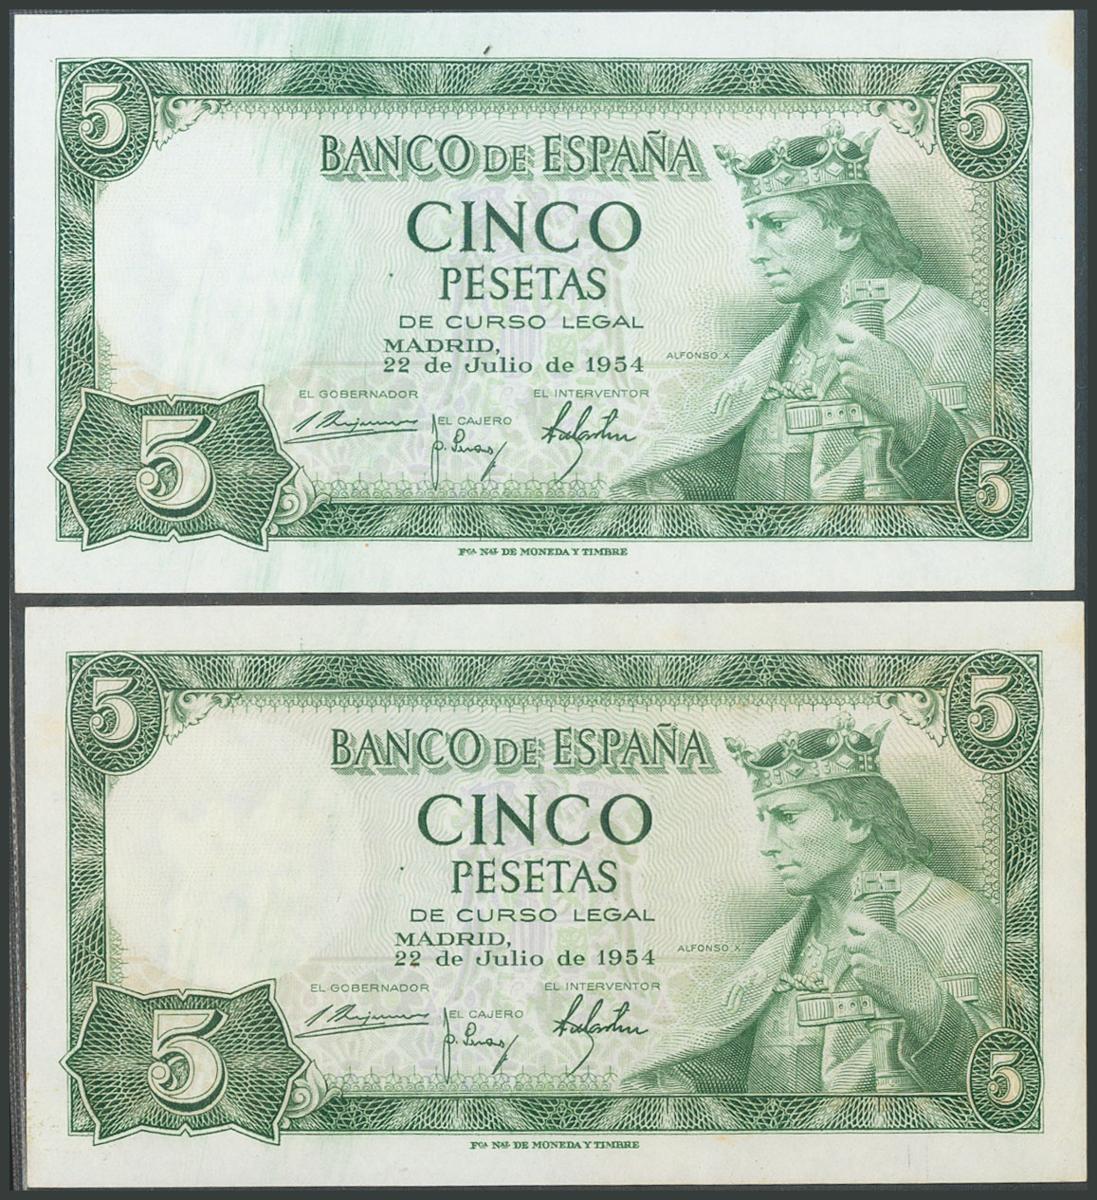 5 5
BANCO DE ESPAÑA
CINCO
PESETAS
DE CURSO LEGAL
MADRID,
22 de Julio de 1954
ALFONSO X
EL GOBERNADOR EL INTERVENTOR
EL CAJERO
5 5
Fca. Nal. DE MONEDA Y TIMBRE
5 5
BANCO DE ESPAÑA
CINCO
PESETAS
DE CURSO LEGAL
MADRID,
22 de Julio de 1954
ALFONSO X
EL GOBERNADOR EL INTERVENTOR
EL CAJERO
5 5
Fca. Nal. DE MONEDA Y TIMBRE